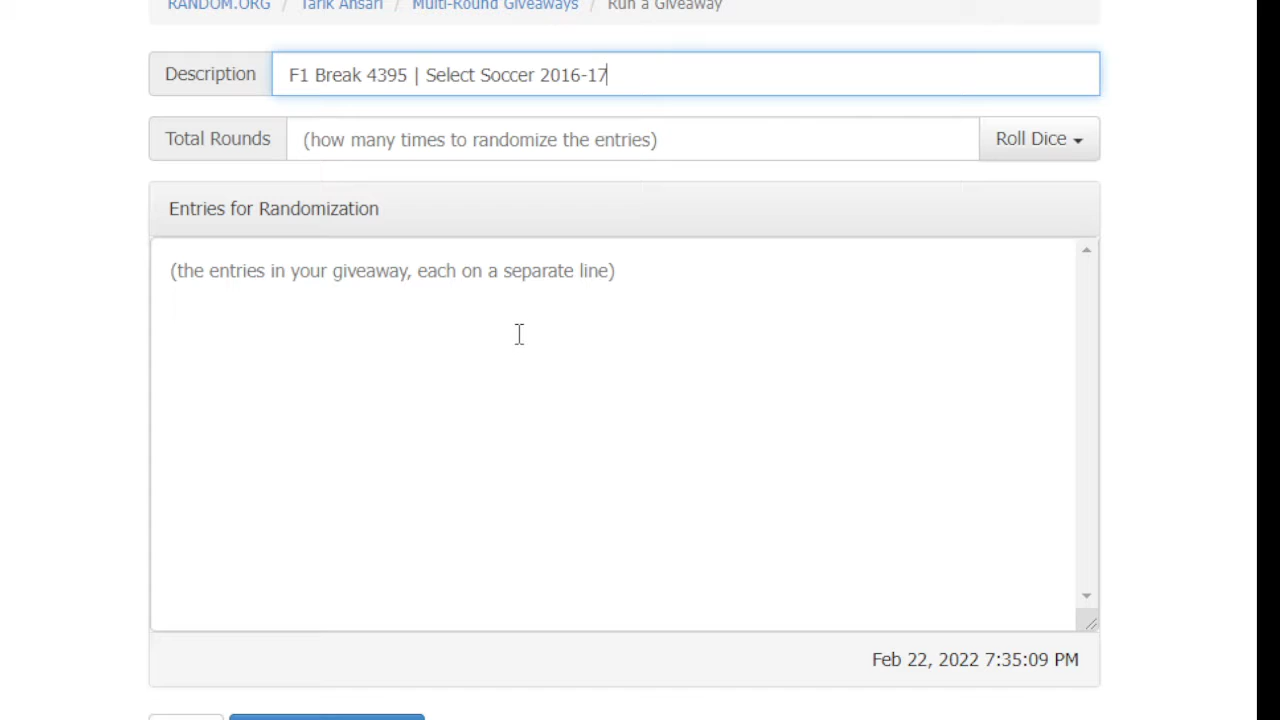 RANDOM.ORG / Tarik Ansari / Multi-Round Giveaways / Run a Giveaway
Description F1 Break 4395 | Select Soccer 2016-17
Total Rounds (how many times to randomize the entries) Roll Dice
Entries for Randomization
(the entries in your giveaway, each on a separate line)
Feb 22, 2022 7:35:09 PM